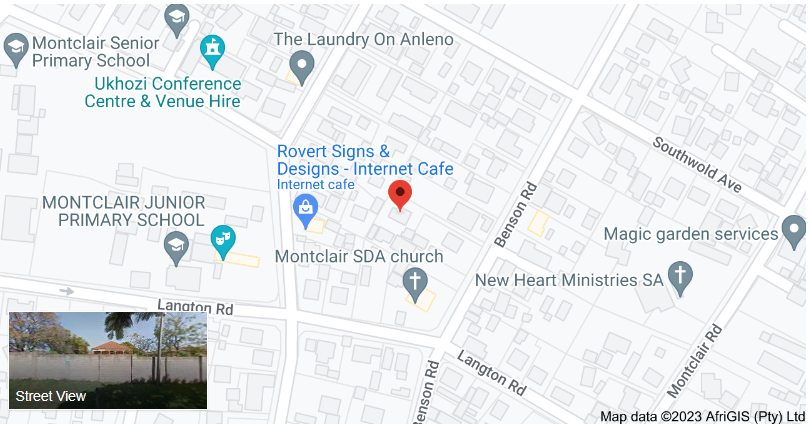 Montclair Senior
Primary School
The Laundry On Anleno
Ukhozi Conference
Centre & Venue Hire
Southwold Ave
Rovert Signs &
Designs - Internet Cafe
Internet cafe
MONTCLAIR JUNIOR
PRIMARY SCHOOL
Benson Rd
Magic garden services
Montclair SDA church
New Heart Ministries SA
Langton Rd
Montclair Rd
Langton Rd
Benson Rd
Street View
Map data ©2023 AfriGIS (Pty) Ltd